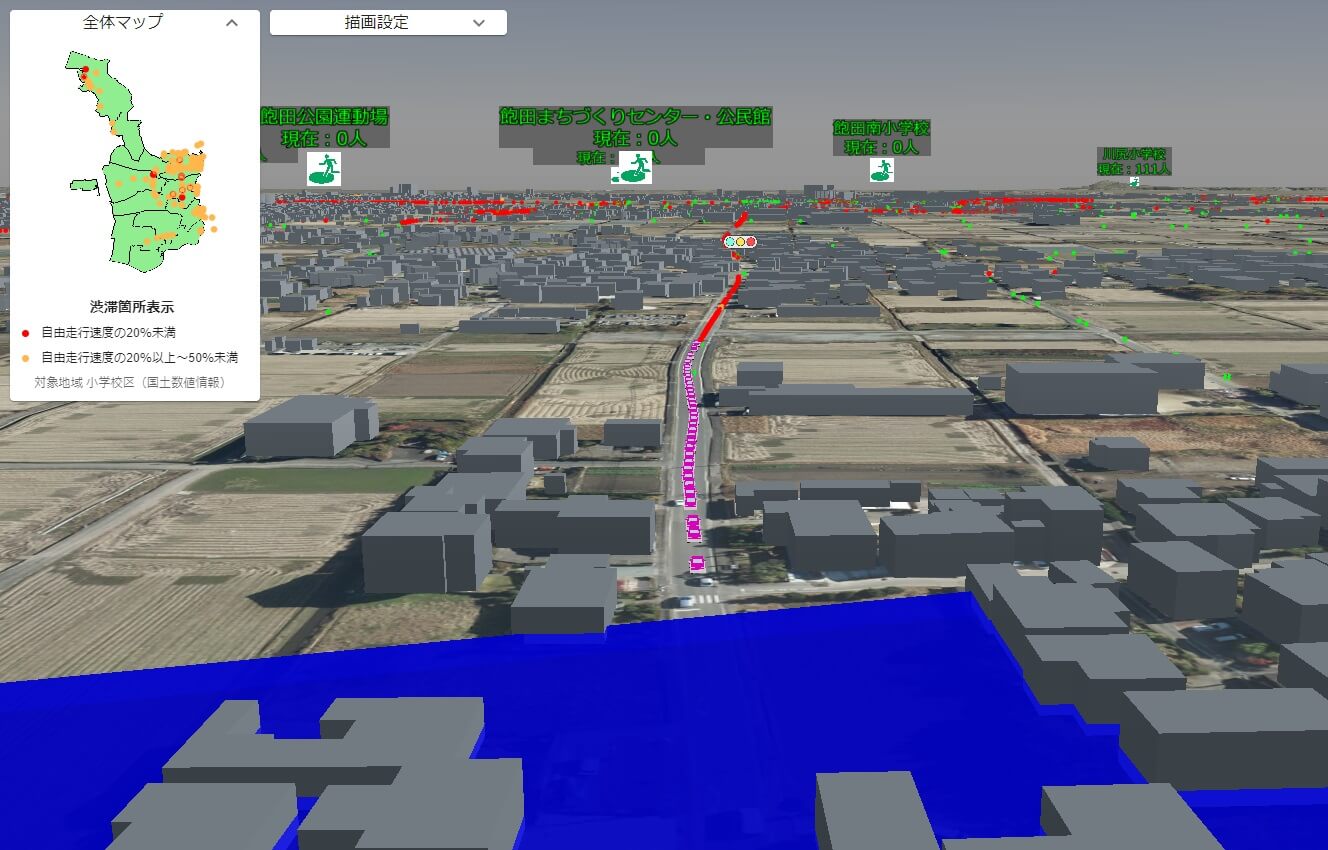 全体マップ
描画設定
渋滞箇所表示
自由走行速度の20%未満
自由走行速度の20%以上～50%未満
対象地域 小学校区（国土数値情報）
飽田公園運動場
現在：0人
人
飽田まちづくりセンター・公民館
現在：0人
現在：
人
飽田南小学校
現在：0人
川尻小学校
現在：111人